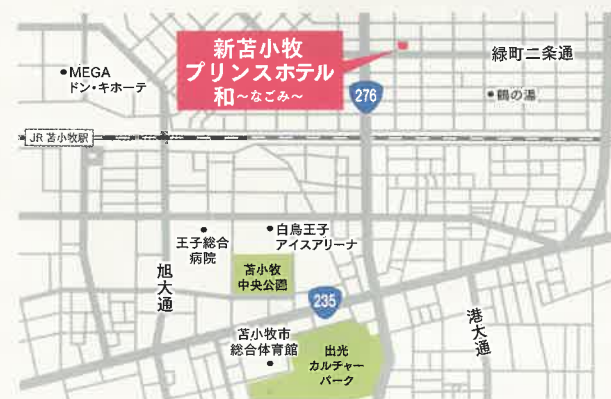 新苫小牧
プリンスホテル
和~なごみ~
緑町二条通
MEGA
ドン・キホーテ
276
鶴の湯
JR 苫小牧駅
白鳥王子
アイスアリーナ
王子総合
病院
苫小牧
中央公園
旭大通
235
港大通
苫小牧市
総合体育館
出光
カルチャー
パーク